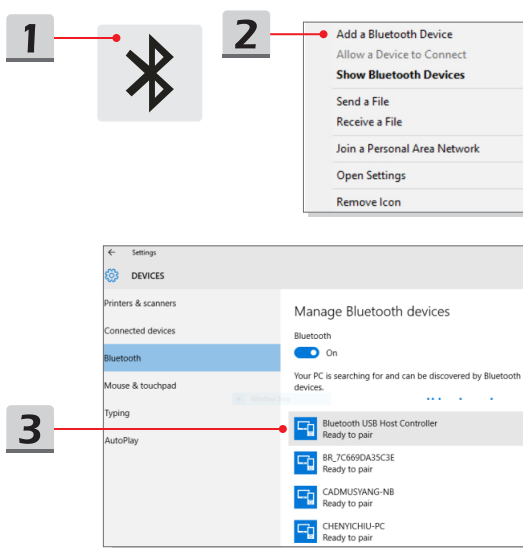 1
2
Add a Bluetooth Device
Allow a Device to Connect
Show Bluetooth Devices
Send a File
Receive a File
Join a Personal Area Network
Open Settings
Remove Icon
Settings
DEVICES
Printers & scanners
Connected devices
Bluetooth
Mouse & touchpad
Typing
AutoPlay
Manage Bluetooth devices
Bluetooth
On
Your PC is searching for and can be discovered by Bluetooth
devices.
3
Bluetooth USB Host Controller
Ready to pair
BR_7C669DA35C3E
Ready to pair
CADMUSYANG-NB
Ready to pair
CHENYICHIU-PC
Ready to pair